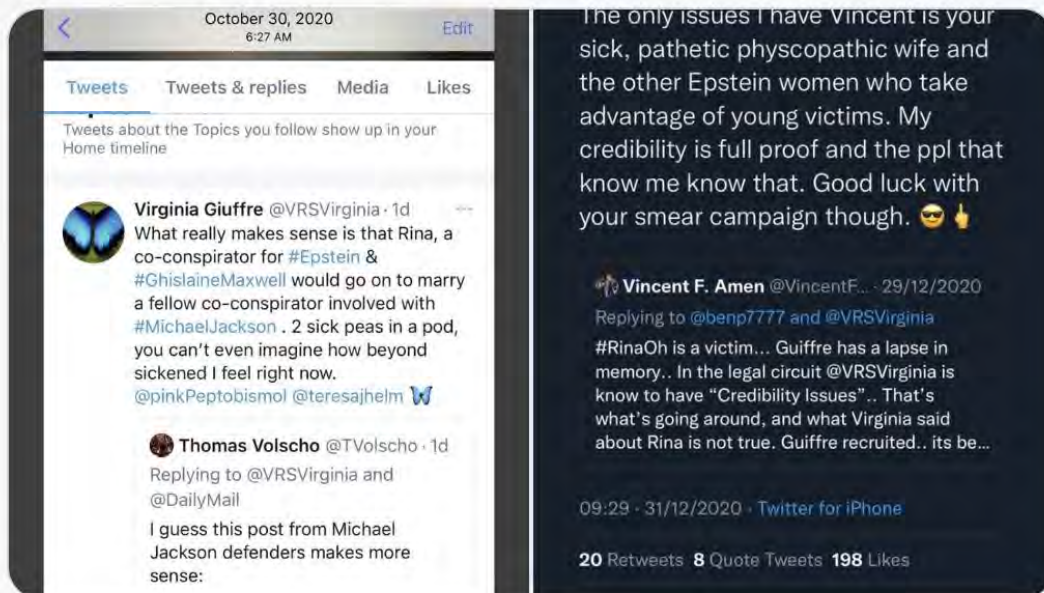 October 30, 2020
6:27 AM
Edit
Tweets Tweets & replies Media Likes
Tweets about the Topics you follow show up in your
Home timeline
Virginia Giuffre @VRSVirginia · 1d
What really makes sense is that Rina, a
co-conspirator for #Epstein &
#GhislaineMaxwell would go on to marry
a fellow co-conspirator involved with
#MichaelJackson . 2 sick peas in a pod,
you can't even imagine how beyond
sickened I feel right now.
@pinkPeptobismol @teresajhelm 🦋
Thomas Volscho @TVolscho · 1d
Replying to @VRSVirginia and
@DailyMail
I guess this post from Michael
Jackson defenders makes more
sense:
The only issues I have Vincent is your
sick, pathetic physcopathic wife and
the other Epstein women who take
advantage of young victims. My
credibility is full proof and the ppl that
know me know that. Good luck with
your smear campaign though. 😎🖕
Vincent F. Amen @VincentF... · 29/12/2020
Replying to @benp7777 and @VRSVirginia
#RinaOh is a victim... Guiffre has a lapse in
memory.. In the legal circuit @VRSVirginia is
know to have “Credibility Issues”.. That's
what's going around, and what Virginia said
about Rina is not true. Guiffre recruited.. its be...
09:29 · 31/12/2020 · Twitter for iPhone
20 Retweets 8 Quote Tweets 198 Likes